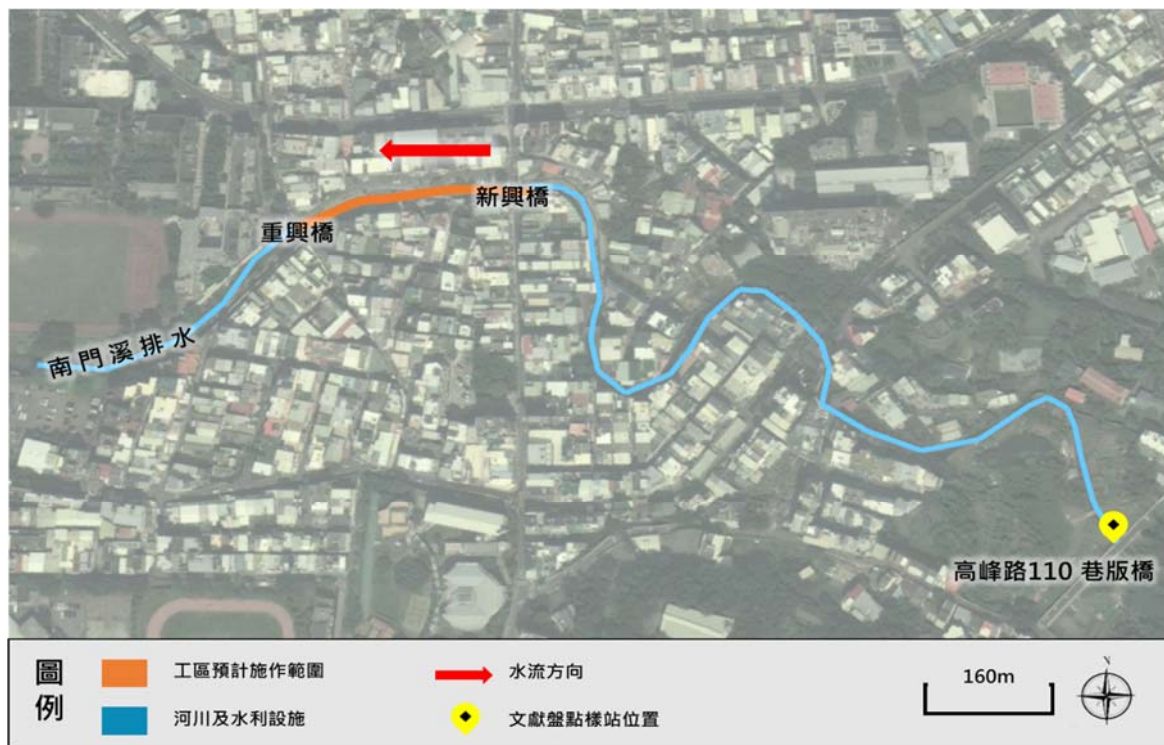 新興橋
重興橋
南門溪排水
高峰路110 巷版橋
圖例
工區預計施作範圍
水流方向
河川及水利設施
文獻盤點樣站位置
160m
N